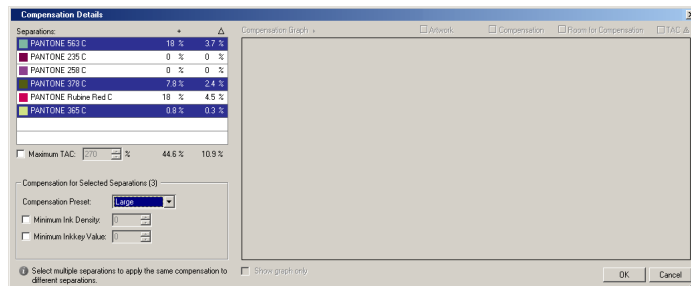 Compensation Details
Separations: + Δ
PANTONE 563 C 18 % 3.7 %
PANTONE 235 C 0 % 0 %
PANTONE 258 C 0 % 0 %
PANTONE 378 C 7.8 % 2.4 %
PANTONE Rubine Red C 18 % 4.5 %
PANTONE 365 C 0.8 % 0.3 %
Maximum TAC: 270 % 44.6 % 10.9 %
Compensation for Selected Separations (3)
Compensation Preset: Large
Minimum Ink Density: 0
Minimum Inkkey Value: 0
Select multiple separations to apply the same compensation to
different separations.
Compensation Graph Artwork Compensation Room for Compensation TAC
Show graph only
OK Cancel